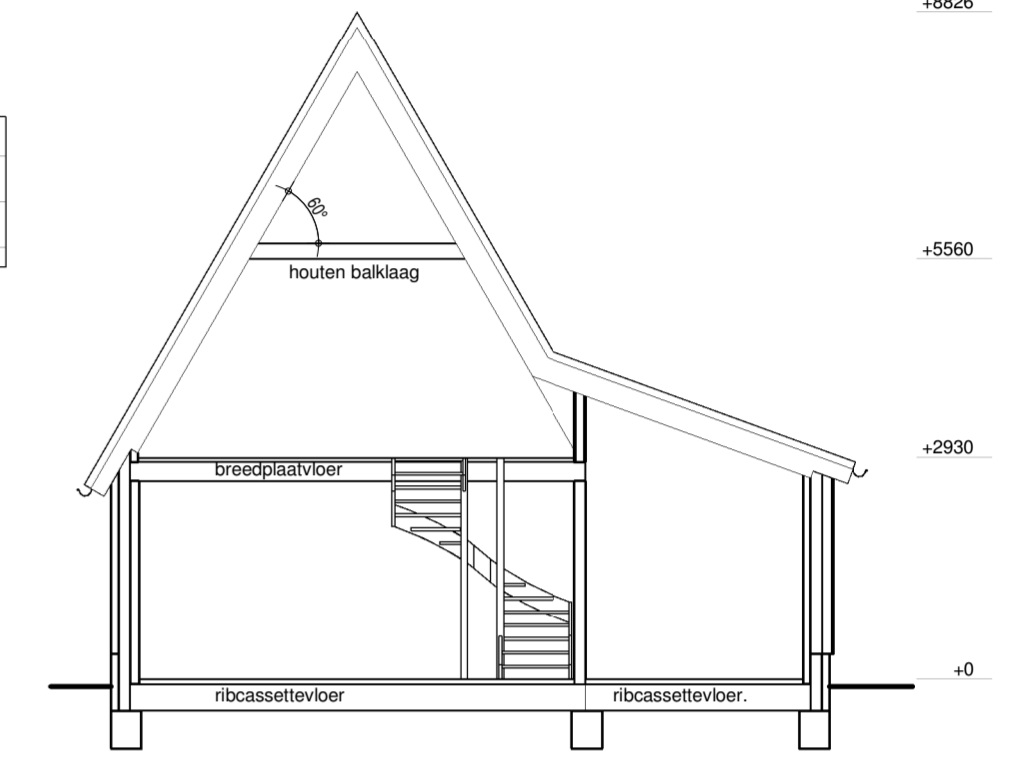 +8826
60°
+5560
houten balklaag
+2930
breedplaatvloer
+0
ribcassettevloer
ribcassettevloer.